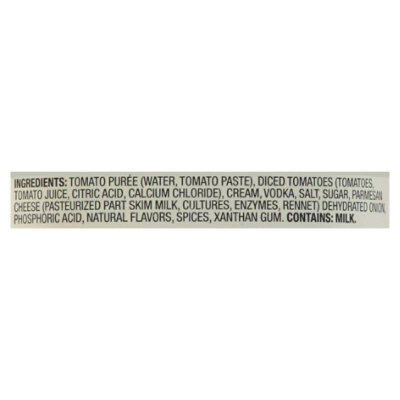 INGREDIENTS: TOMATO PURÉE (WATER, TOMATO PASTE), DICED TOMATOES (TOMATOES,
TOMATO JUICE, CITRIC ACID, CALCIUM CHLORIDE), CREAM, VODKA, SALT, SUGAR, PARMESAN
CHEESE (PASTEURIZED PART SKIM MILK, CULTURES, ENZYMES, RENNET) DEHYDRATED ONION,
PHOSPHORIC ACID, NATURAL FLAVORS, SPICES, XANTHAN GUM. CONTAINS: MILK.